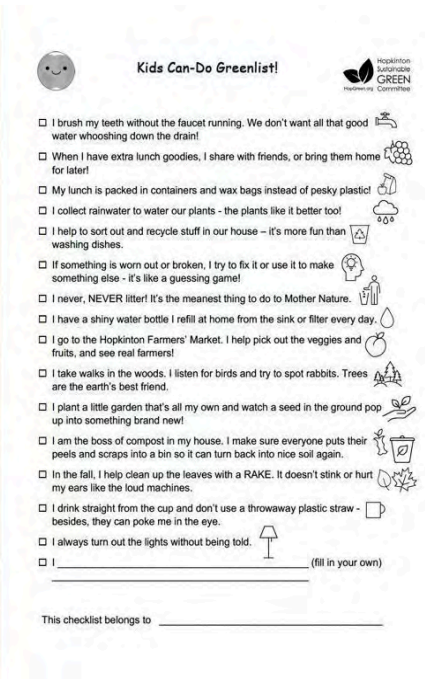 Kids Can-Do Greenlist!
Hopkinton
Sustainable
GREEN
Committee
HopGreen.org
I brush my teeth without the faucet running. We don't want all that good
water whooshing down the drain!
When I have extra lunch goodies, I share with friends, or bring them home
for later!
My lunch is packed in containers and wax bags instead of pesky plastic!
I collect rainwater to water our plants - the plants like it better too!
I help to sort out and recycle stuff in our house – it's more fun than
washing dishes.
If something is worn out or broken, I try to fix it or use it to make
something else - it's like a guessing game!
I never, NEVER litter! It's the meanest thing to do to Mother Nature.
I have a shiny water bottle I refill at home from the sink or filter every day.
I go to the Hopkinton Farmers' Market. I help pick out the veggies and
fruits, and see real farmers!
I take walks in the woods. I listen for birds and try to spot rabbits. Trees
are the earth's best friend.
I plant a little garden that's all my own and watch a seed in the ground pop
up into something brand new!
I am the boss of compost in my house. I make sure everyone puts their
peels and scraps into a bin so it can turn back into nice soil again.
In the fall, I help clean up the leaves with a RAKE. It doesn't stink or hurt
my ears like the loud machines.
I drink straight from the cup and don't use a throwaway plastic straw -
besides, they can poke me in the eye.
I always turn out the lights without being told.
I ______________________ (fill in your own)
This checklist belongs to ______________________